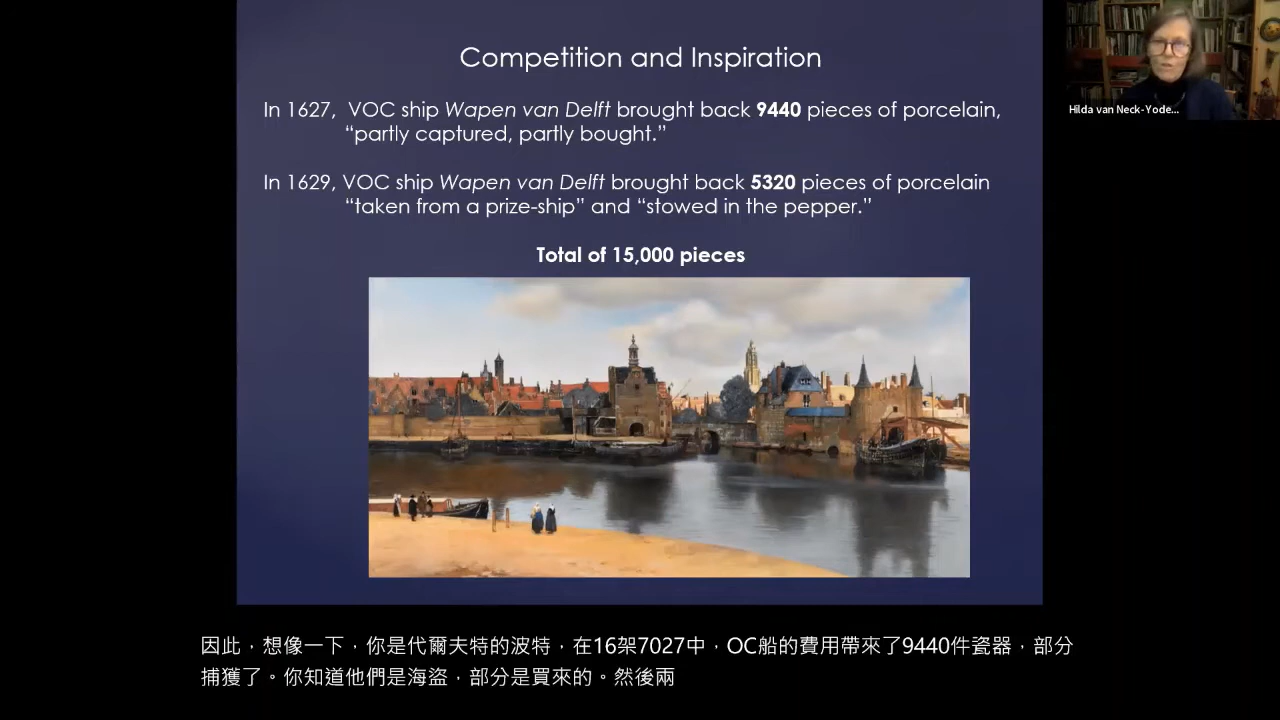 Competition and Inspiration
In 1627, VOC ship Wapen van Delft brought back 9440 pieces of porcelain,
“partly captured, partly bought.”
In 1629, VOC ship Wapen van Delft brought back 5320 pieces of porcelain
“taken from a prize-ship” and “stowed in the pepper.”
Total of 15,000 pieces
Hilda van Neck-Yode...
因此，想像一下，你是代爾夫特的波特，在16架7027中，OC船的費用帶來了9440件瓷器，部分
捕獲了。你知道他們是海盜，部分是買來的。然後兩